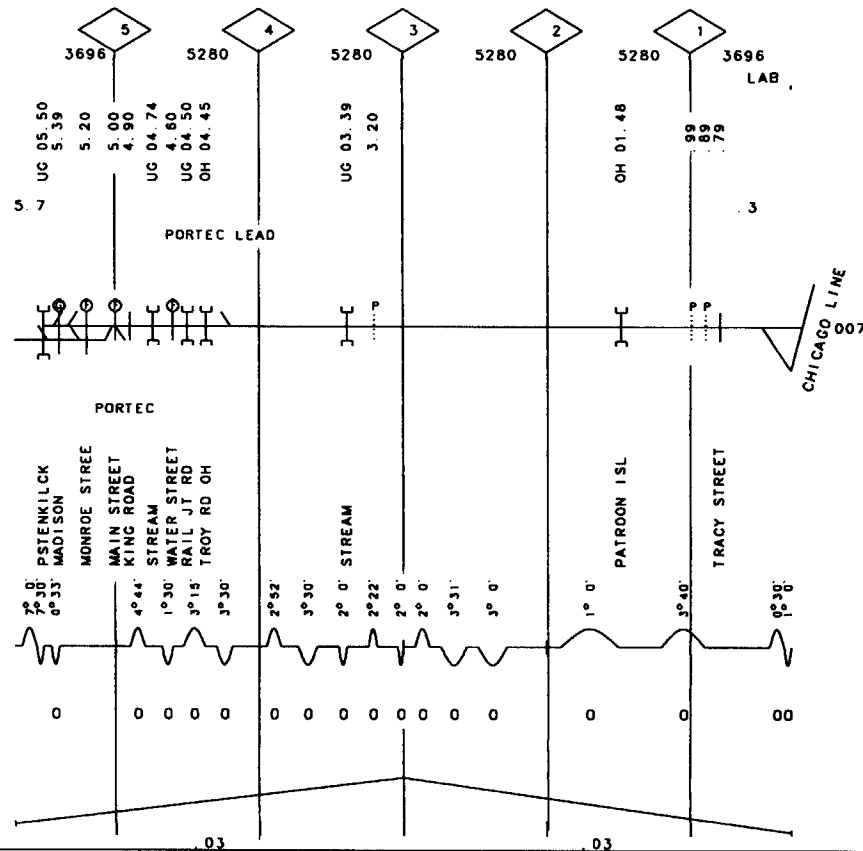 5 4 3 2 1
3696 5280 5280 5280 5280 3696
LAB
UG 05.50
5.39
5.20
5.00
4.90
UG 04.74
4.60
UG 04.50
OH 04.45
UG 03.39
3.20
OH 01.48
.99
.89
.79
5.7
.3
PORTEC LEAD
G F F F P P P
CHICAGO LINE
007
PORTEC
PSTENKILCK
MADISON
MONROE STREE
MAIN STREET
KING ROAD
STREAM
WATER STREET
RAIL JT RD
TROY RD OH
STREAM
PATROON ISL
TRACY STREET
7° 0'
7°30'
0°33'
4°44'
1°30'
3°15'
3°30'
2°52'
3°30'
2° 0'
2°22'
2° 0'
2° 0'
3°31'
3° 0'
1° 0'
3°40'
0°30'
1° 0'
0 0 0 0 0 0 0 0 0 0 0 0 0 0 0 00
.03 .03